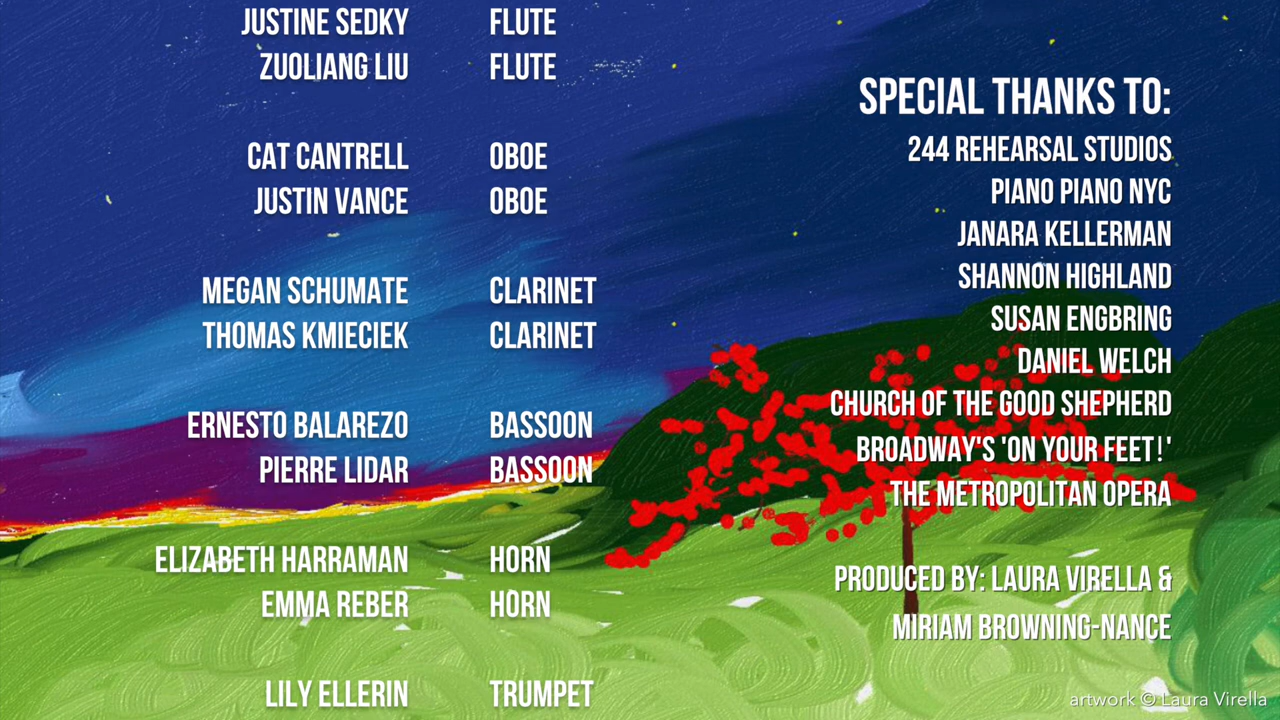 JUSTINE SEDKY FLUTE
ZUOLIANG LIU FLUTE
CAT CANTRELL OBOE
JUSTIN VANCE OBOE
MEGAN SCHUMATE CLARINET
THOMAS KMIECIEK CLARINET
ERNESTO BALAREZO BASSOON
PIERRE LIDAR BASSOON
ELIZABETH HARRAMAN HORN
EMMA REBER HORN
LILY ELLERIN TRUMPET
SPECIAL THANKS TO:
244 REHEARSAL STUDIOS
PIANO PIANO NYC
JANARA KELLERMAN
SHANNON HIGHLAND
SUSAN ENGBRING
DANIEL WELCH
CHURCH OF THE GOOD SHEPHERD
BROADWAY'S 'ON YOUR FEET!'
THE METROPOLITAN OPERA
PRODUCED BY: LAURA VIRELLA &
MIRIAM BROWNING-NANCE
artwork © Laura Virella